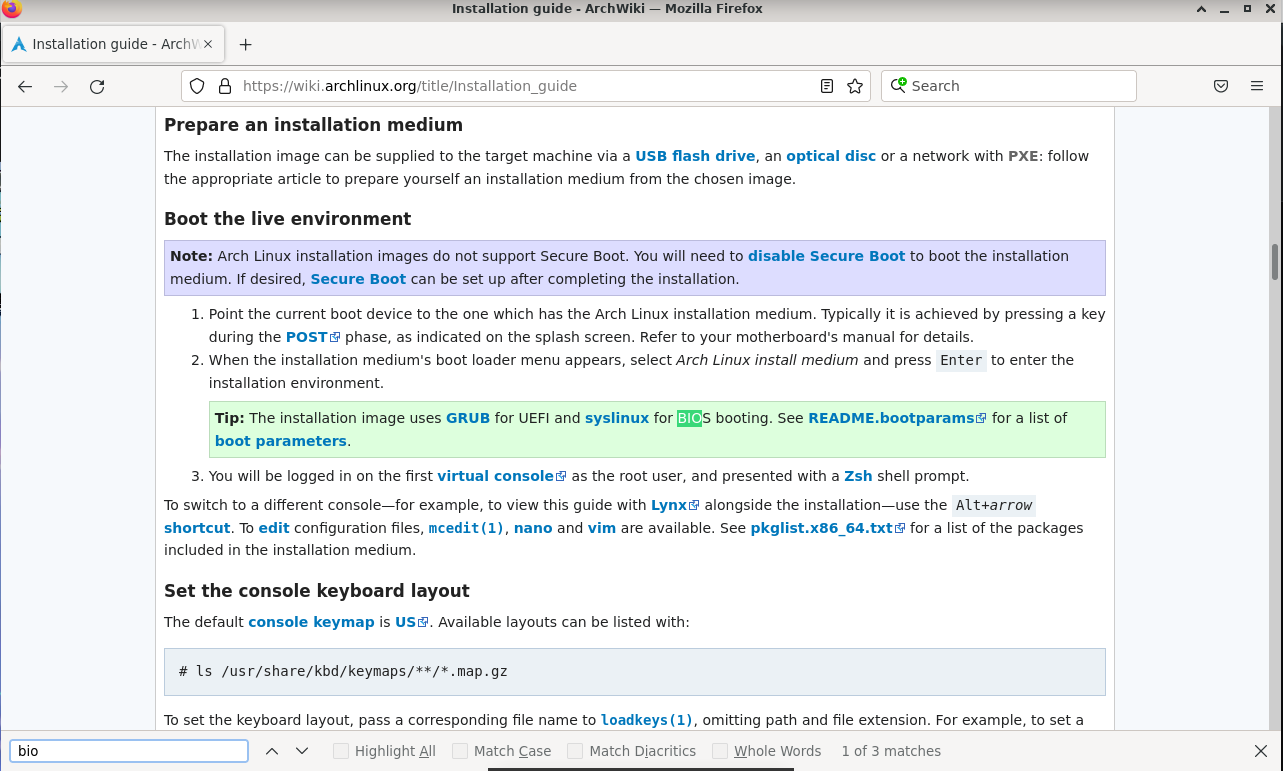 Installation guide - ArchWiki — Mozilla Firefox
Installation guide - ArchW
https://wiki.archlinux.org/title/Installation_guide
Search
Prepare an installation medium
The installation image can be supplied to the target machine via a USB flash drive, an optical disc or a network with PXE: follow
the appropriate article to prepare yourself an installation medium from the chosen image.
Boot the live environment
Note: Arch Linux installation images do not support Secure Boot. You will need to disable Secure Boot to boot the installation
medium. If desired, Secure Boot can be set up after completing the installation.
1. Point the current boot device to the one which has the Arch Linux installation medium. Typically it is achieved by pressing a key
during the POST phase, as indicated on the splash screen. Refer to your motherboard's manual for details.
2. When the installation medium's boot loader menu appears, select Arch Linux install medium and press Enter to enter the
installation environment.
Tip: The installation image uses GRUB for UEFI and syslinux for BIOS booting. See README.bootparams for a list of
boot parameters.
3. You will be logged in on the first virtual console as the root user, and presented with a Zsh shell prompt.
To switch to a different console—for example, to view this guide with Lynx alongside the installation—use the Alt+arrow
shortcut. To edit configuration files, mcedit(1), nano and vim are available. See pkglist.x86_64.txt for a list of the packages
included in the installation medium.
Set the console keyboard layout
The default console keymap is US. Available layouts can be listed with:
# ls /usr/share/kbd/keymaps/**/*.map.gz
To set the keyboard layout, pass a corresponding file name to loadkeys(1), omitting path and file extension. For example, to set a
bio
Highlight All
Match Case
Match Diacritics
Whole Words
1 of 3 matches